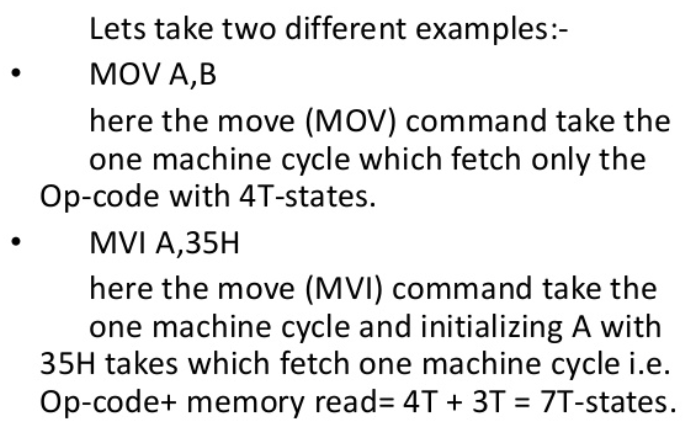 Lets take two different examples:-
• MOV A,B
here the move (MOV) command take the
one machine cycle which fetch only the
Op-code with 4T-states.
• MVI A,35H
here the move (MVI) command take the
one machine cycle and initializing A with
35H takes which fetch one machine cycle i.e.
Op-code+ memory read= 4T + 3T = 7T-states.